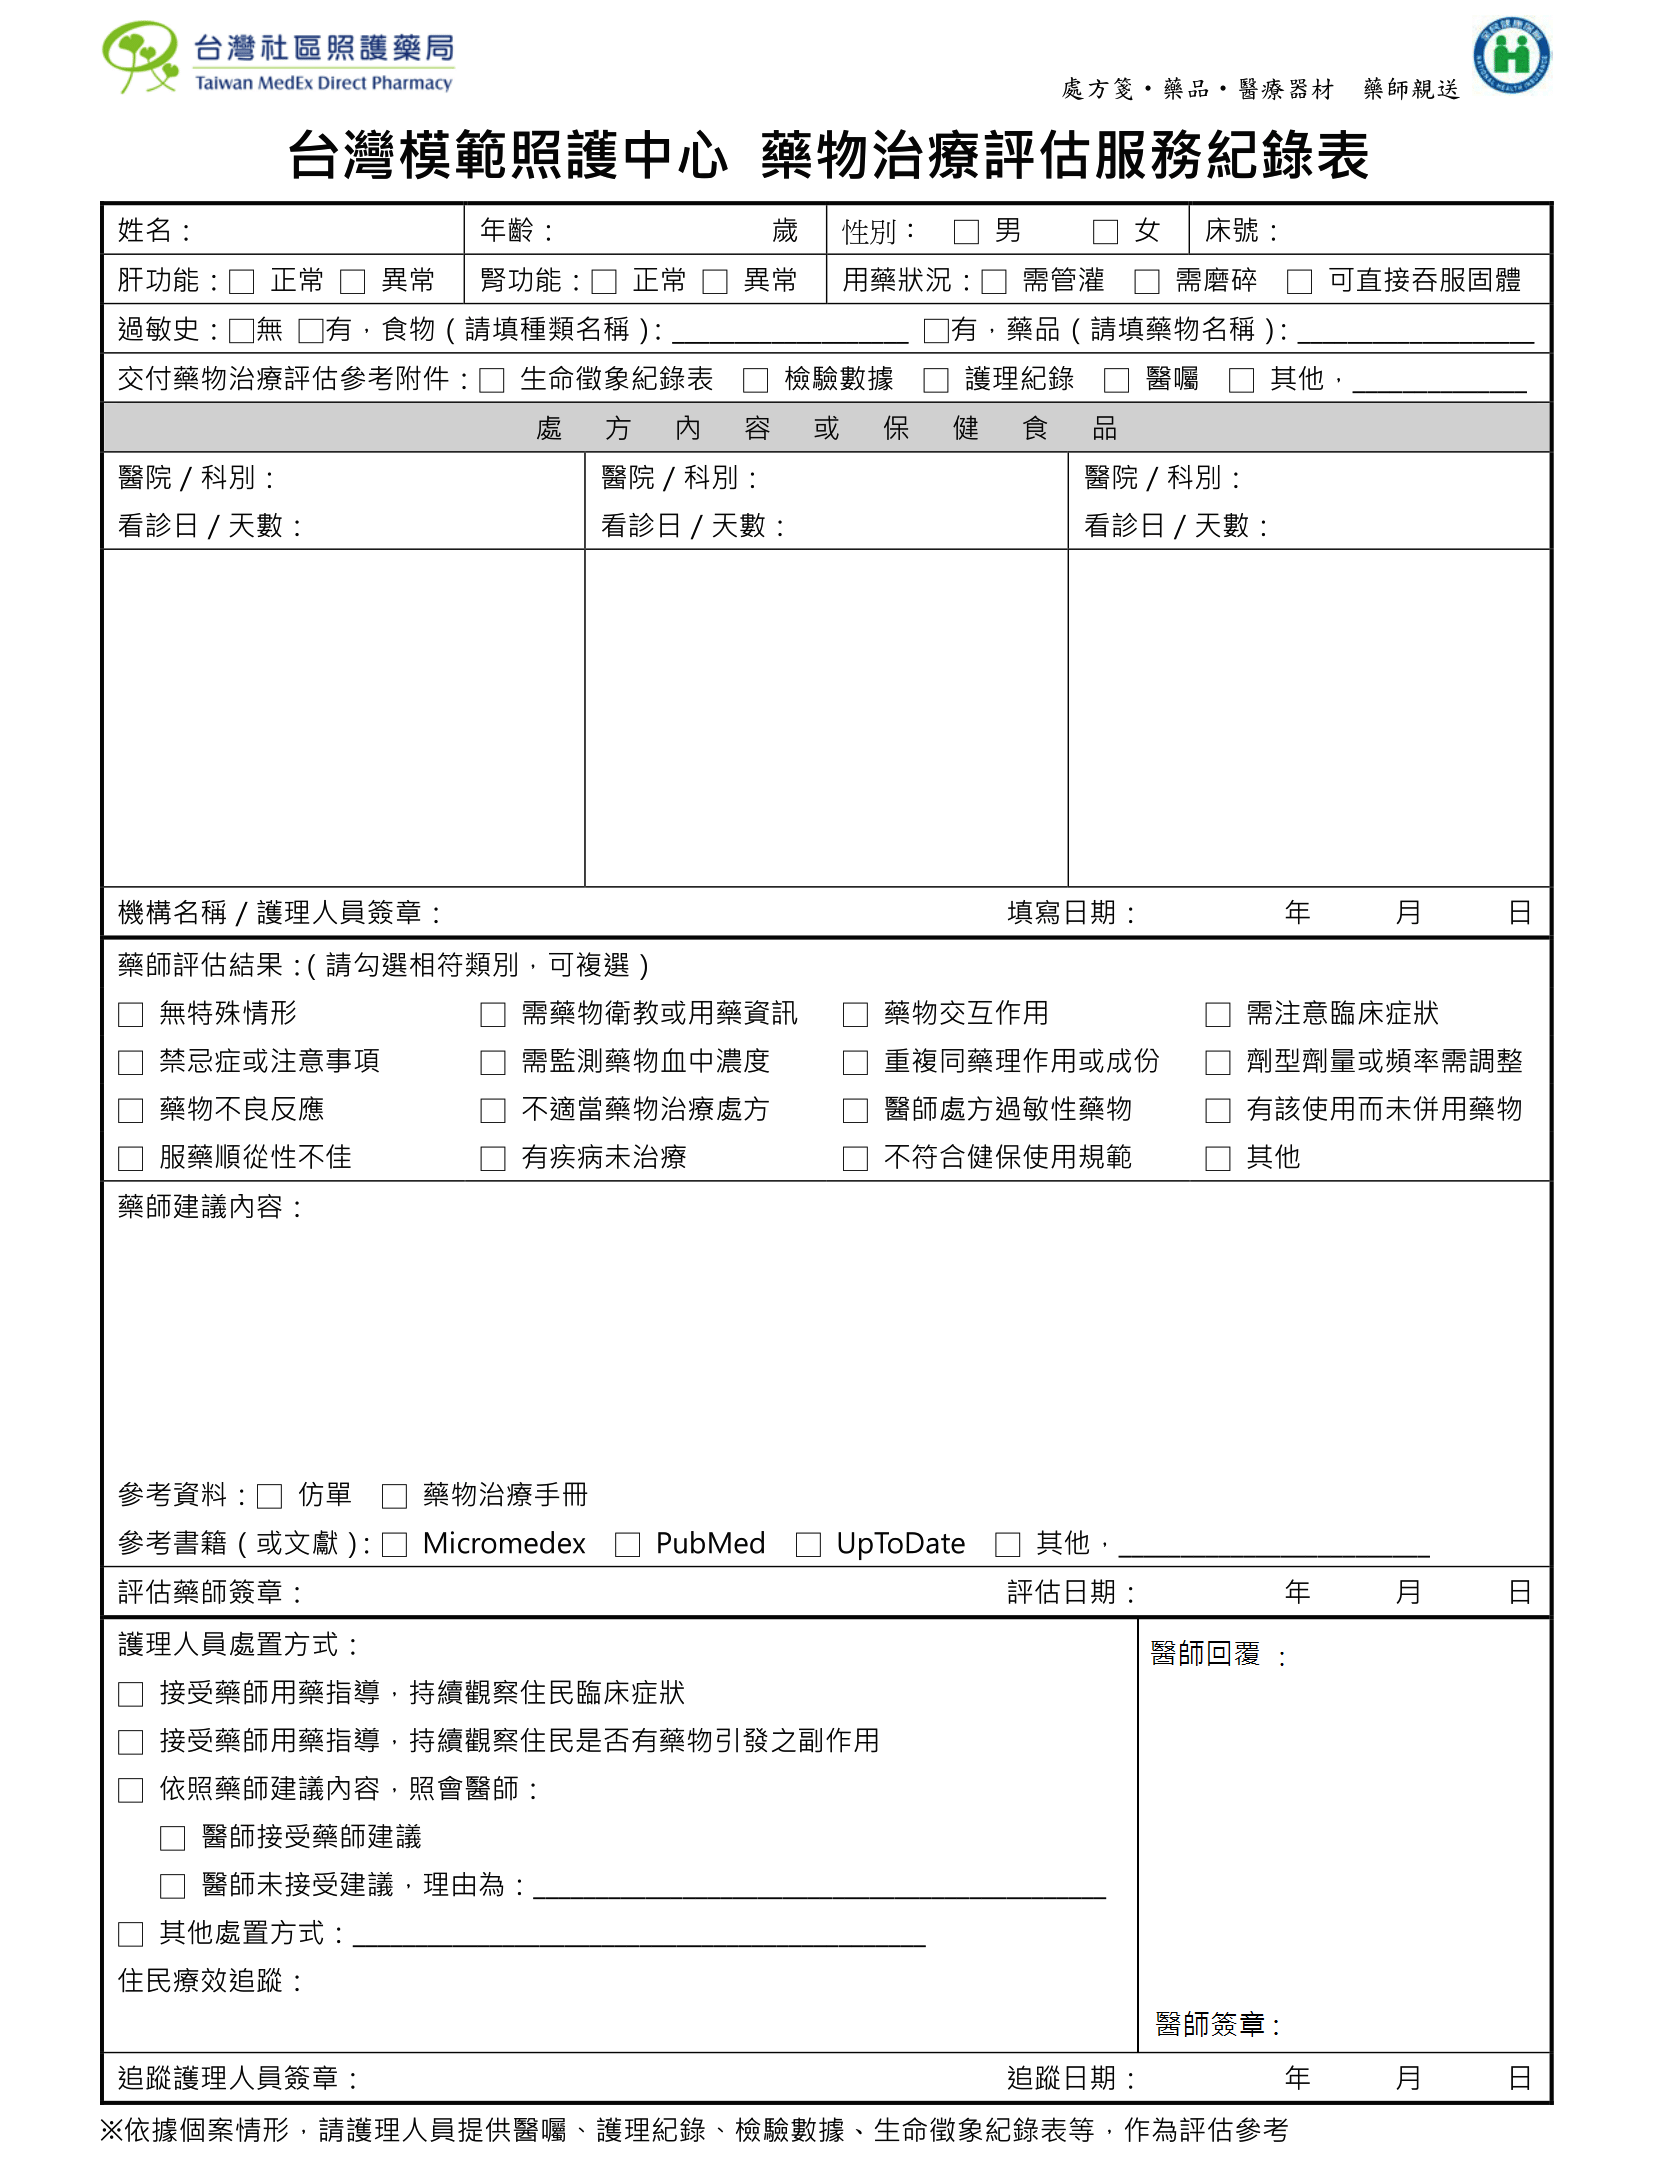 台灣社區照護藥局
Taiwan MedEx Direct Pharmacy
處方箋・藥品・醫療器材　藥師親送
台灣模範照護中心 藥物治療評估服務紀錄表
姓名： 年齡： 歲 性別： □ 男 □ 女 床號：
肝功能：□ 正常 □ 異常 腎功能：□ 正常 □ 異常 用藥狀況：□ 需管灌 □ 需磨碎 □ 可直接吞服固體
過敏史：□無 □有，食物（請填種類名稱）：_________________ □有，藥品（請填藥物名稱）：_________________
交付藥物治療評估參考附件：□ 生命徵象紀錄表 □ 檢驗數據 □ 護理紀錄 □ 醫囑 □ 其他，____________
處 方 內 容 或 保 健 食 品
醫院 / 科別： 醫院 / 科別： 醫院 / 科別：
看診日 / 天數： 看診日 / 天數： 看診日 / 天數：
機構名稱 / 護理人員簽章： 填寫日期： 年 月 日
藥師評估結果：（請勾選相符類別，可複選）
□ 無特殊情形 □ 需藥物衛教或用藥資訊 □ 藥物交互作用 □ 需注意臨床症狀
□ 禁忌症或注意事項 □ 需監測藥物血中濃度 □ 重複同藥理作用或成份 □ 劑型劑量或頻率需調整
□ 藥物不良反應 □ 不適當藥物治療處方 □ 醫師處方過敏性藥物 □ 有該使用而未併用藥物
□ 服藥順從性不佳 □ 有疾病未治療 □ 不符合健保使用規範 □ 其他
藥師建議內容：
參考資料：□ 仿單 □ 藥物治療手冊
參考書籍（或文獻）：□ Micromedex □ PubMed □ UpToDate □ 其他，______________________
評估藥師簽章： 評估日期： 年 月 日
護理人員處置方式：
□ 接受藥師用藥指導，持續觀察住民臨床症狀
□ 接受藥師用藥指導，持續觀察住民是否有藥物引發之副作用
□ 依照藥師建議內容，照會醫師：
□ 醫師接受藥師建議
□ 醫師未接受建議，理由為：_________________________________________
□ 其他處置方式：_________________________________________
住民療效追蹤：
醫師回覆 ：
醫師簽章：
追蹤護理人員簽章： 追蹤日期： 年 月 日
※依據個案情形，請護理人員提供醫囑、護理紀錄、檢驗數據、生命徵象紀錄表等，作為評估參考